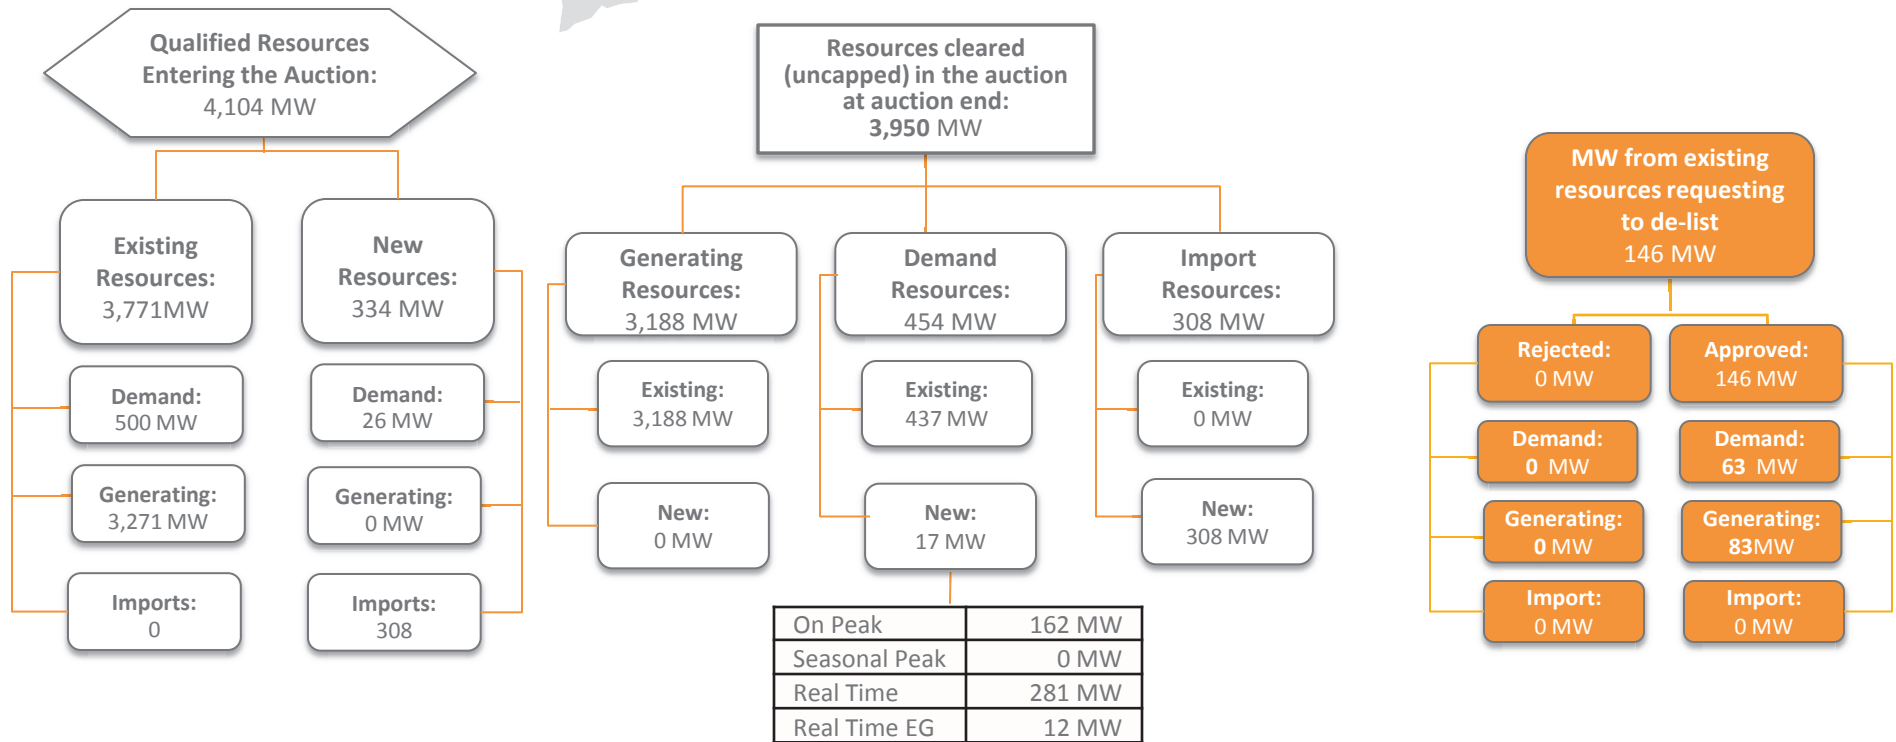 Qualified Resources
Entering the Auction:
4,104 MW
Existing
Resources:
3,771MW
Demand:
500 MW
Generating:
3,271 MW
Imports:
0
New
Resources:
334 MW
Demand:
26 MW
Generating:
0 MW
Imports:
308
Resources cleared
(uncapped) in the auction
at auction end:
3,950 MW
Generating
Resources:
3,188 MW
Existing:
3,188 MW
New:
0 MW
Demand
Resources:
454 MW
Existing:
437 MW
New:
17 MW
On Peak 162 MW
Seasonal Peak 0 MW
Real Time 281 MW
Real Time EG 12 MW
Import
Resources:
308 MW
Existing:
0 MW
New:
308 MW
MW from existing
resources requesting
to de-list
146 MW
Rejected:
0 MW
Demand:
0 MW
Generating:
0 MW
Import:
0 MW
Approved:
146 MW
Demand:
63 MW
Generating:
83MW
Import:
0 MW